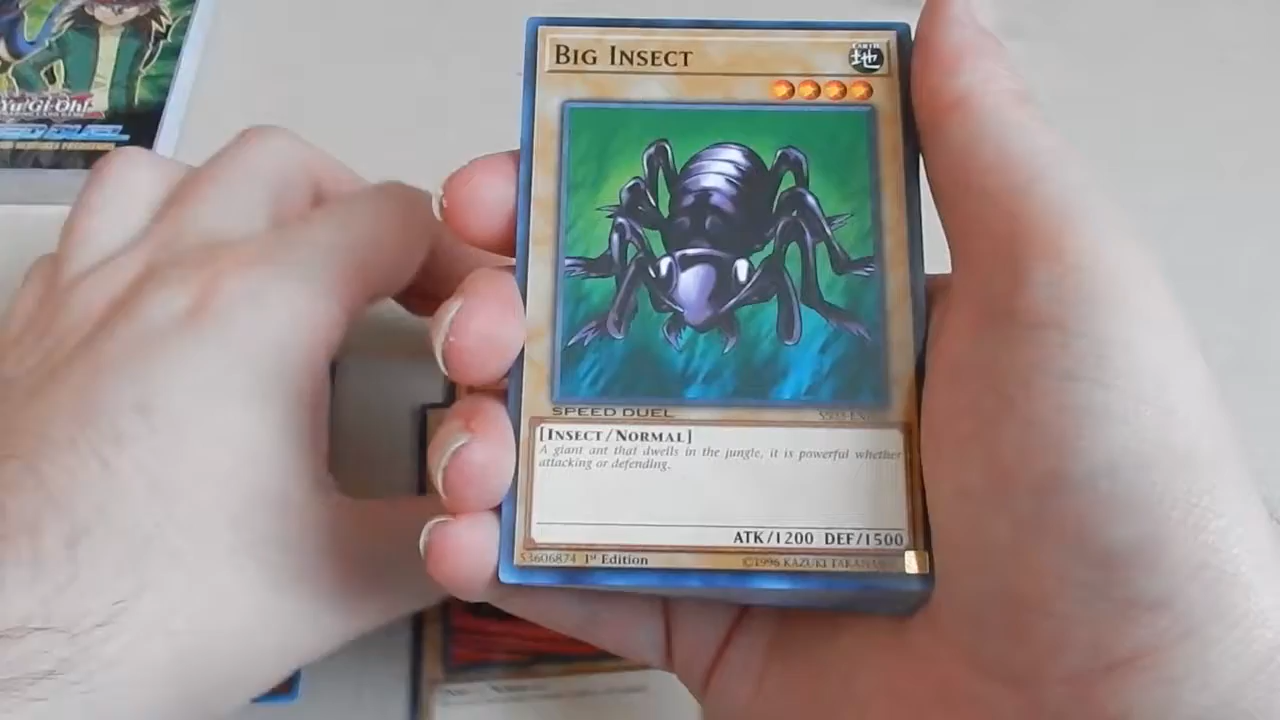 Yu-Gi-Oh!
BIG INSECT
EARTH
地
SPEED DUEL
[INSECT/NORMAL]
A giant ant that dwells in the jungle, it is powerful whether
attacking or defending.
ATK/1200 DEF/1500
53606874 1st Edition
©1996 KAZUKI